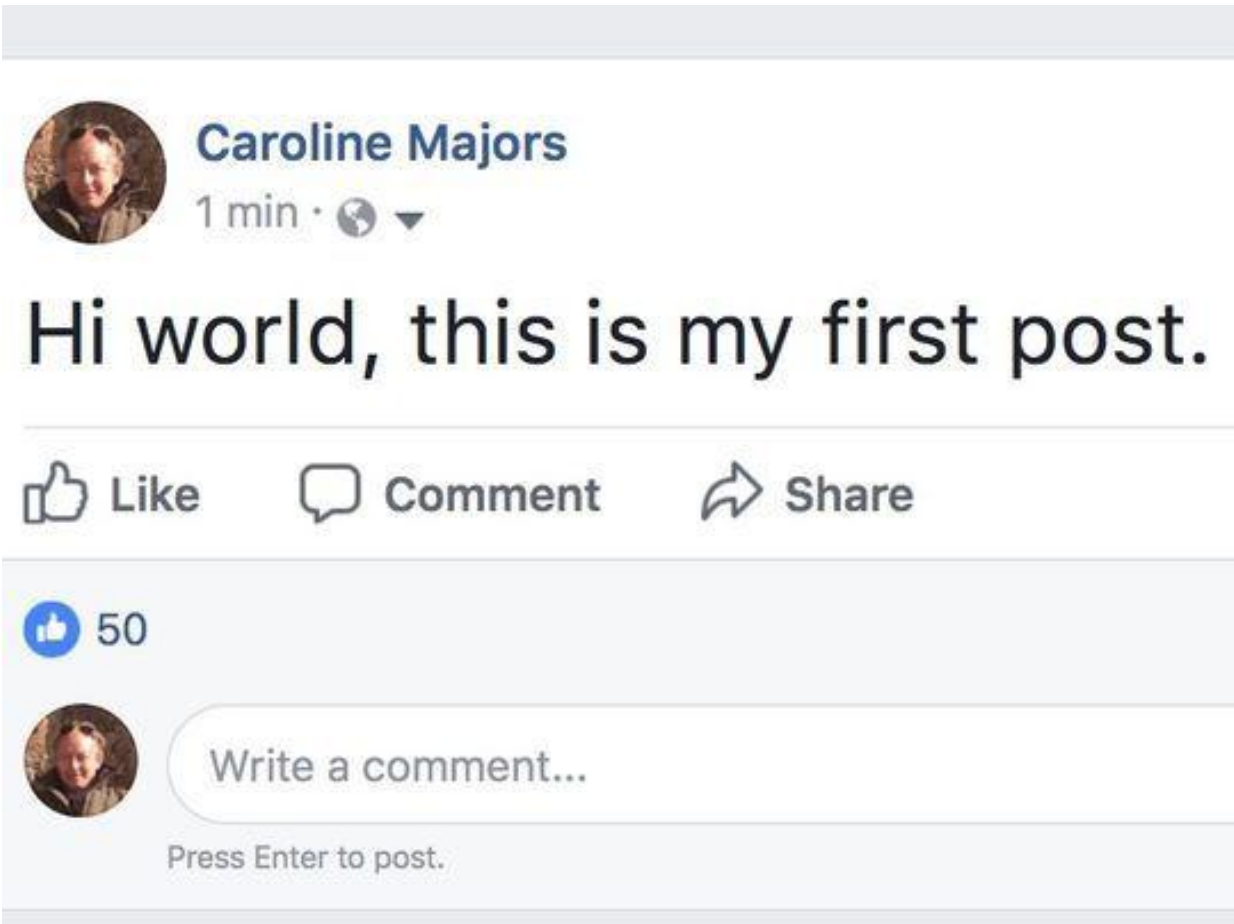 Caroline Majors
1 min ·
Hi world, this is my first post.
Like Comment Share
50
Write a comment...
Press Enter to post.